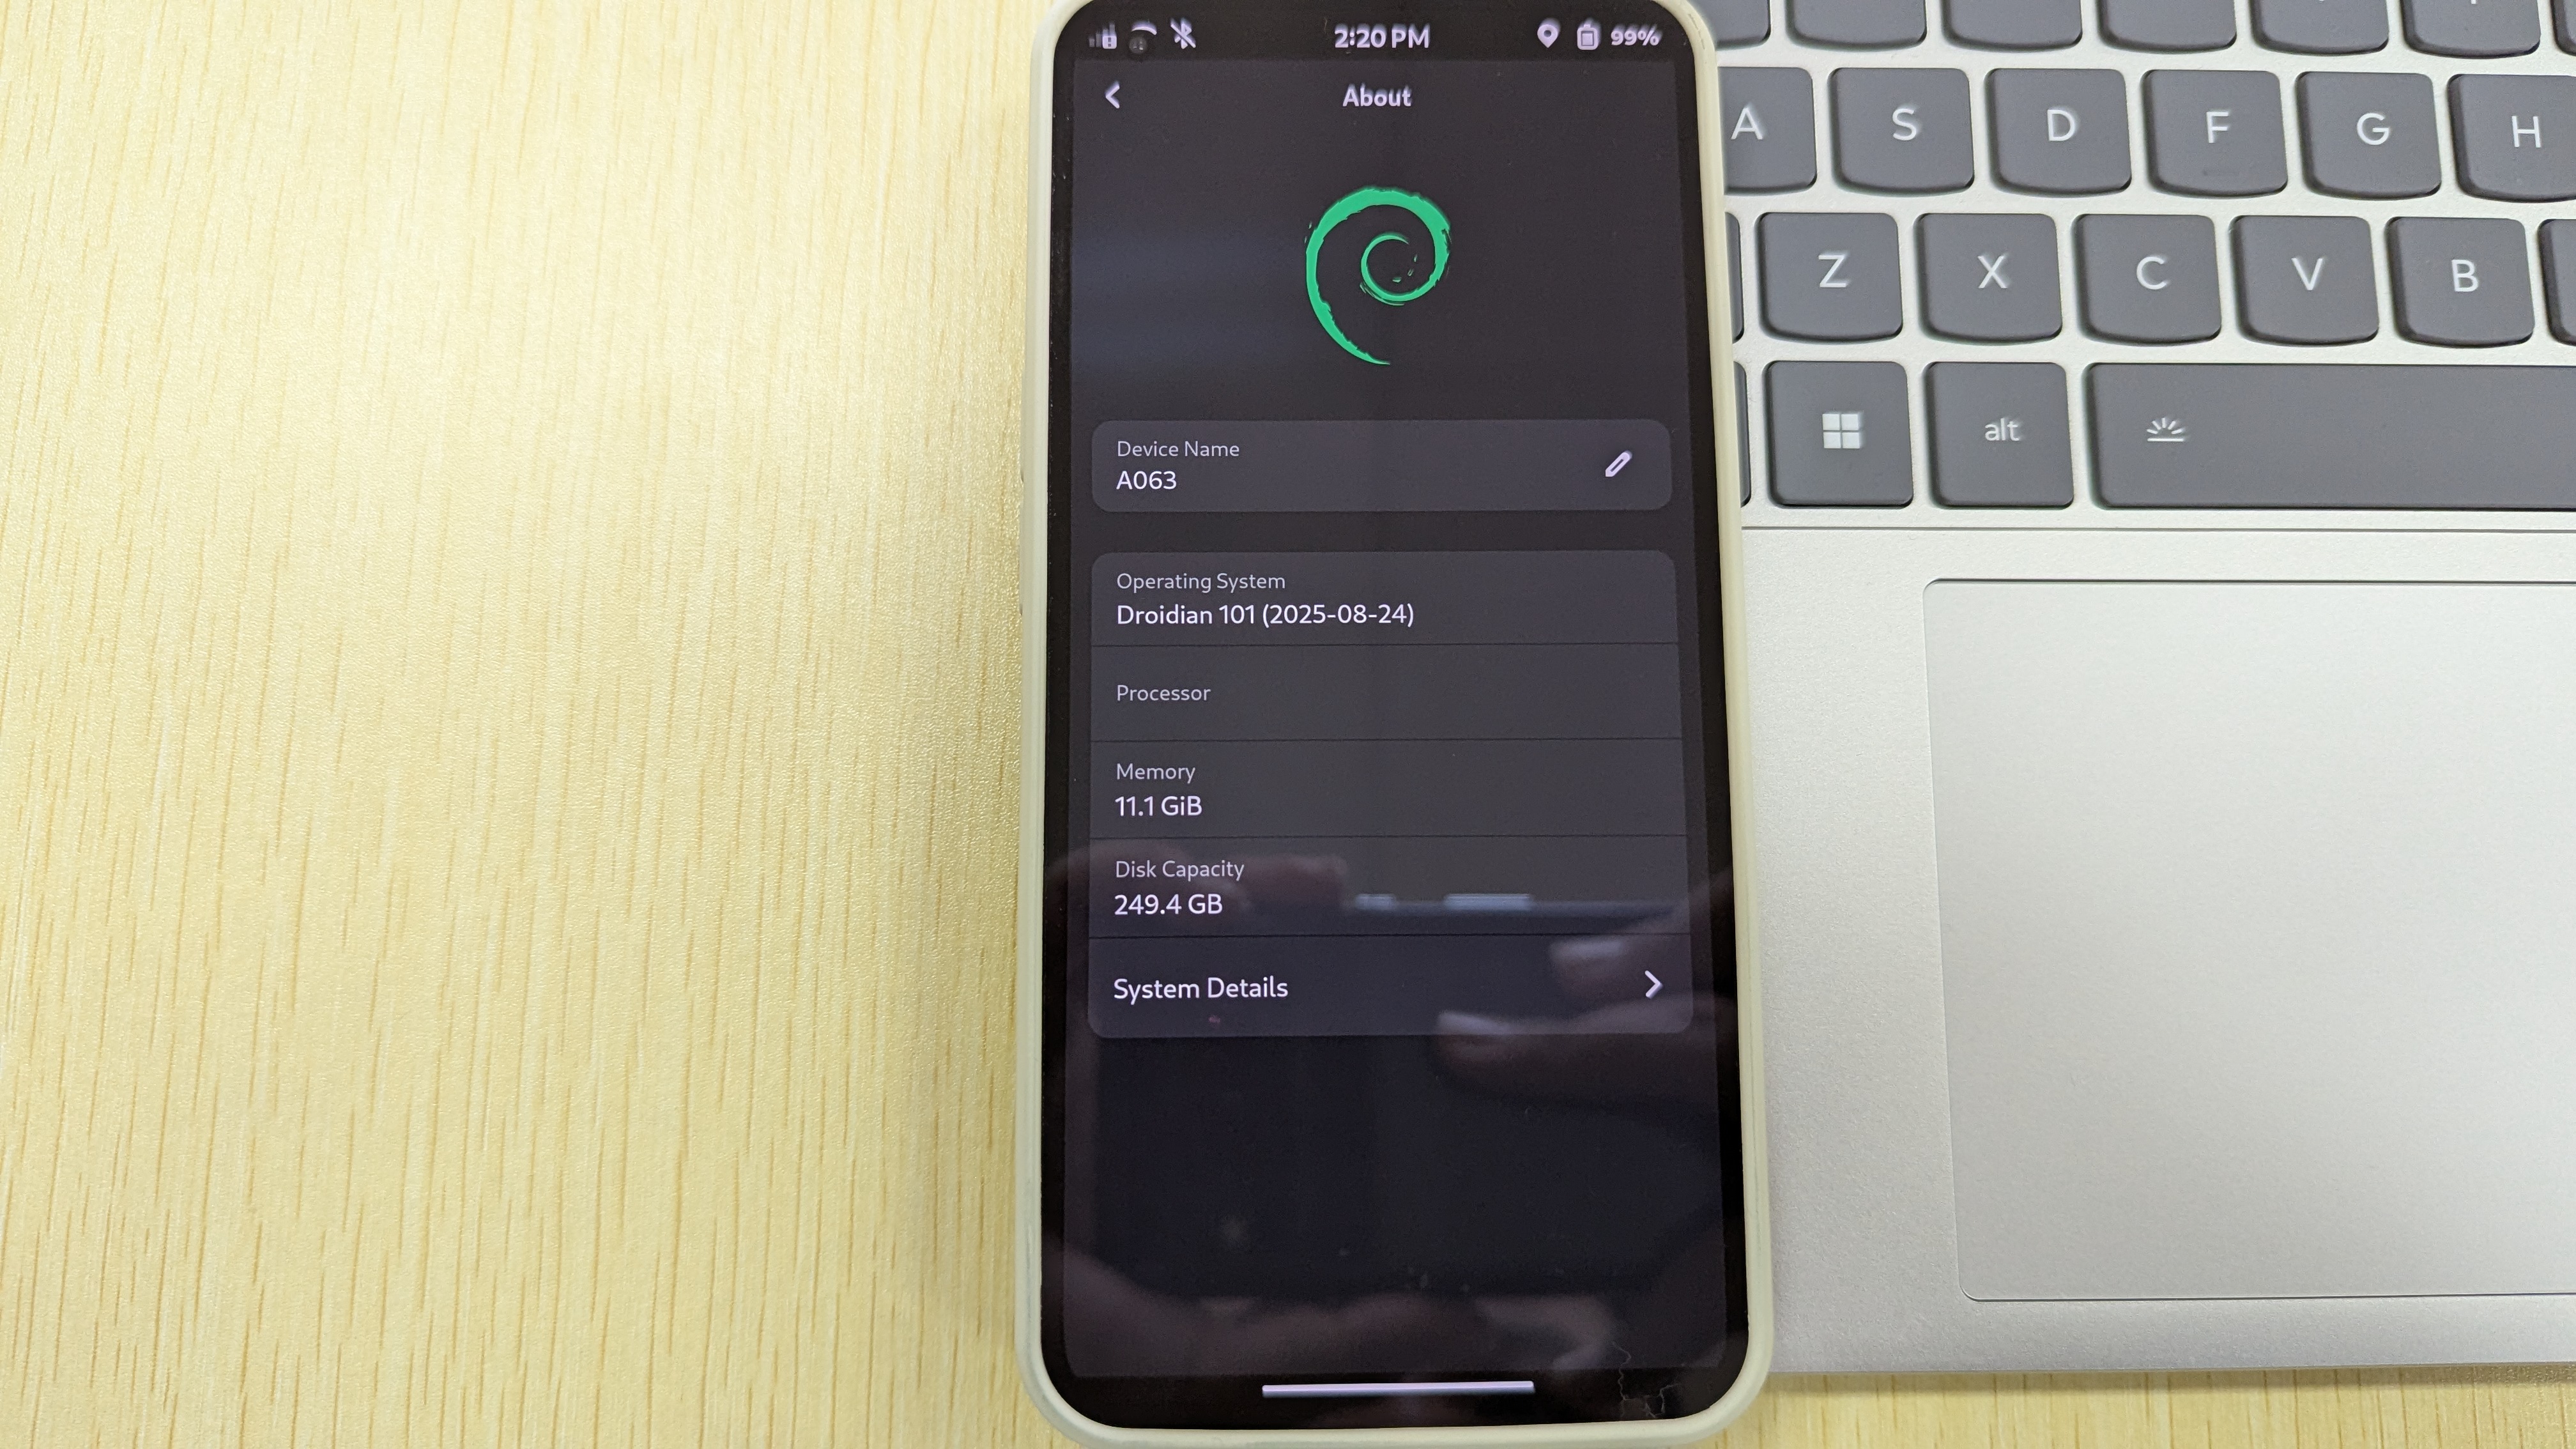 2:20 PM
99%
About
Device Name
A063
Operating System
Droidian 101 (2025-08-24)
Processor
Memory
11.1 GiB
Disk Capacity
249.4 GB
System Details
A S D F G H
Z X C V B
alt